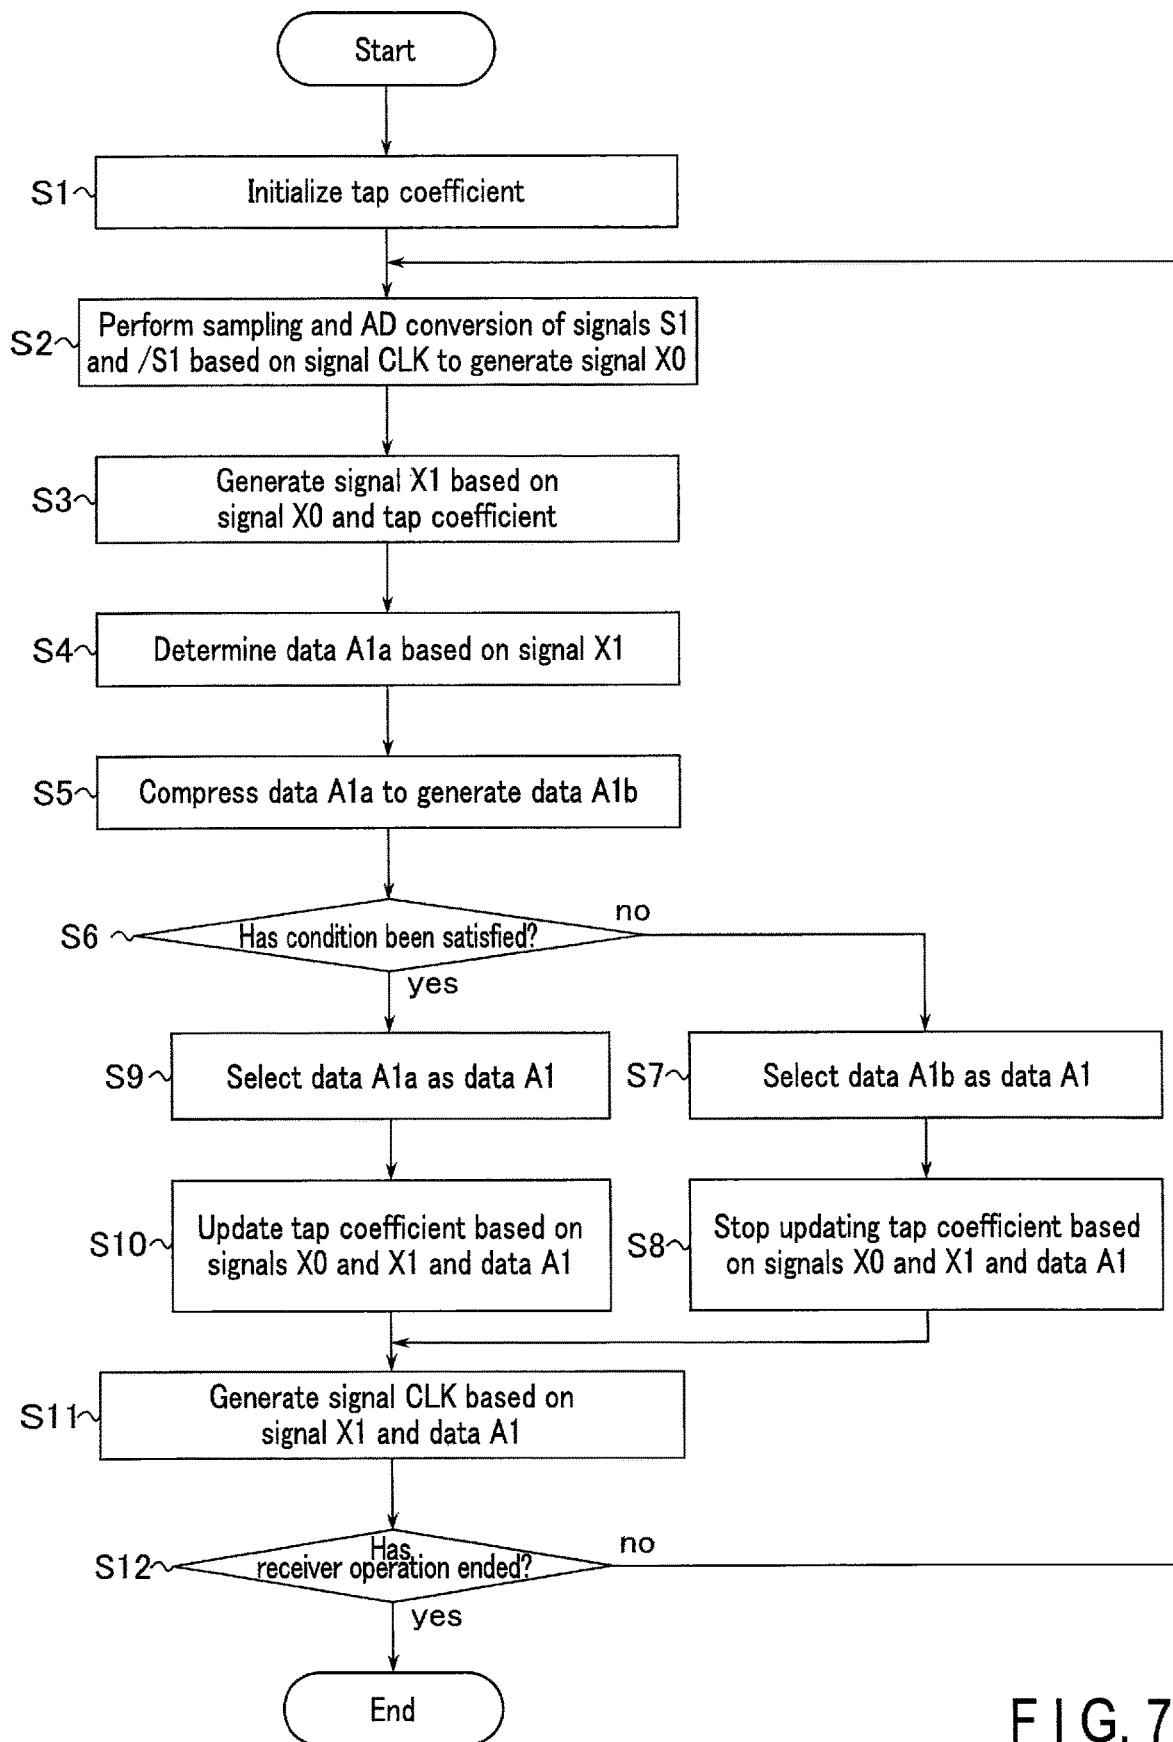 Start
S1
Initialize tap coefficient
S2
Perform sampling and AD conversion of signals S1
and /S1 based on signal CLK to generate signal X0
S3
Generate signal X1 based on
signal X0 and tap coefficient
S4
Determine data A1a based on signal X1
S5
Compress data A1a to generate data A1b
S6
Has condition been satisfied?
no
yes
S9
Select data A1a as data A1
S7
Select data A1b as data A1
S10
Update tap coefficient based on
signals X0 and X1 and data A1
S8
Stop updating tap coefficient based
on signals X0 and X1 and data A1
S11
Generate signal CLK based on
signal X1 and data A1
S12
Has
receiver operation ended?
no
yes
End
FIG. 7